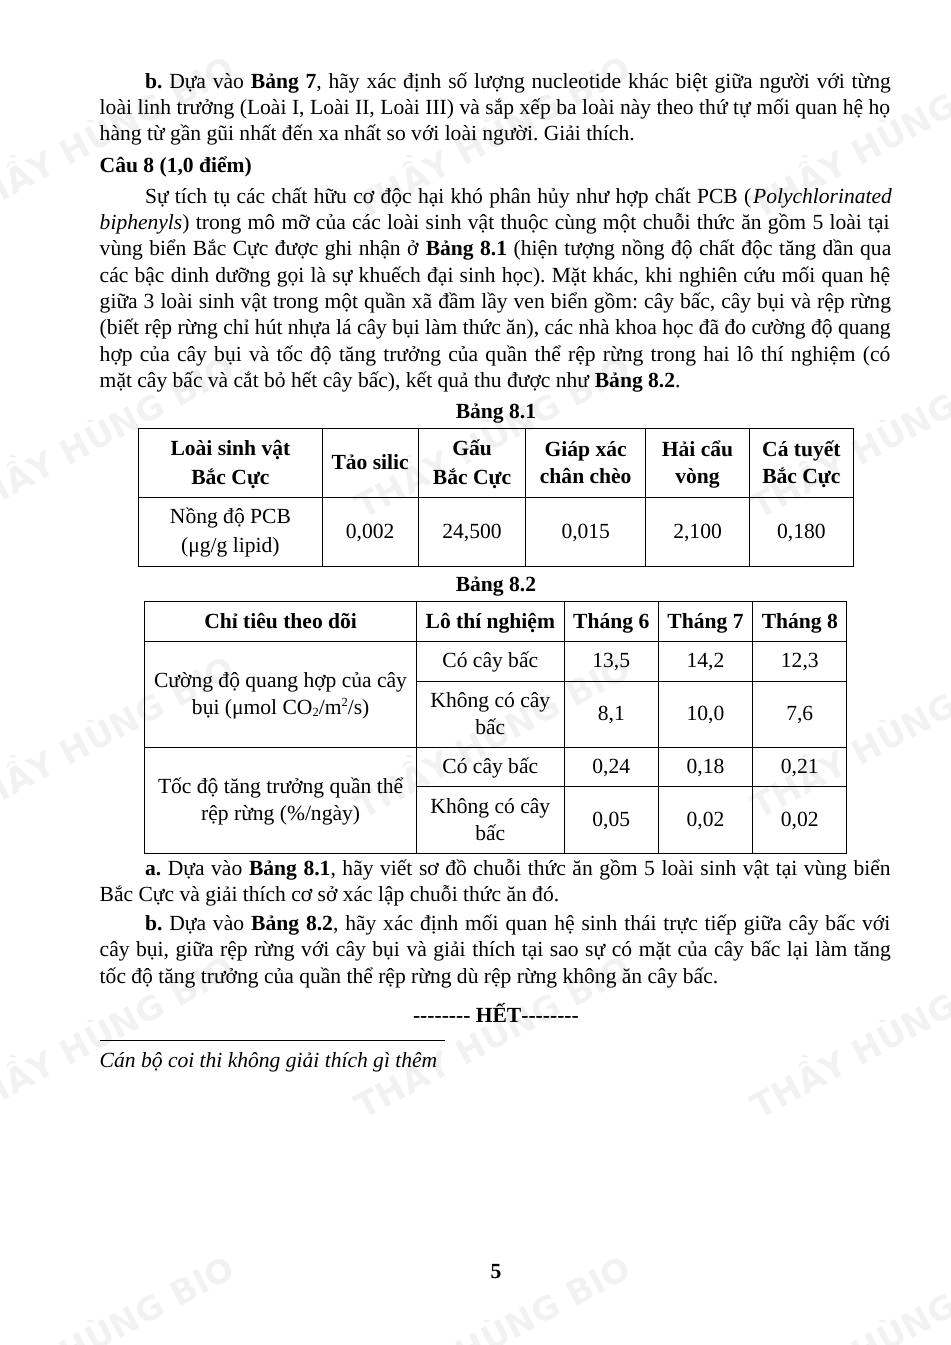 b. Dựa vào Bảng 7, hãy xác định số lượng nucleotide khác biệt giữa người với từng
loài linh trưởng (Loài I, Loài II, Loài III) và sắp xếp ba loài này theo thứ tự mối quan hệ họ
hàng từ gần gũi nhất đến xa nhất so với loài người. Giải thích.
Câu 8 (1,0 điểm)
Sự tích tụ các chất hữu cơ độc hại khó phân hủy như hợp chất PCB (Polychlorinated
biphenyls) trong mô mỡ của các loài sinh vật thuộc cùng một chuỗi thức ăn gồm 5 loài tại
vùng biển Bắc Cực được ghi nhận ở Bảng 8.1 (hiện tượng nồng độ chất độc tăng dần qua
các bậc dinh dưỡng gọi là sự khuếch đại sinh học). Mặt khác, khi nghiên cứu mối quan hệ
giữa 3 loài sinh vật trong một quần xã đầm lầy ven biển gồm: cây bấc, cây bụi và rệp rừng
(biết rệp rừng chỉ hút nhựa lá cây bụi làm thức ăn), các nhà khoa học đã đo cường độ quang
hợp của cây bụi và tốc độ tăng trưởng của quần thể rệp rừng trong hai lô thí nghiệm (có
mặt cây bấc và cắt bỏ hết cây bấc), kết quả thu được như Bảng 8.2.
Bảng 8.1
Loài sinh vật Bắc Cực | Tảo silic | Gấu Bắc Cực | Giáp xác chân chèo | Hải cẩu vòng | Cá tuyết Bắc Cực
Nồng độ PCB (µg/g lipid) | 0,002 | 24,500 | 0,015 | 2,100 | 0,180
Bảng 8.2
Chỉ tiêu theo dõi | Lô thí nghiệm | Tháng 6 | Tháng 7 | Tháng 8
Cường độ quang hợp của cây bụi (µmol CO₂/m²/s) | Có cây bấc | 13,5 | 14,2 | 12,3
Không có cây bấc | 8,1 | 10,0 | 7,6
Tốc độ tăng trưởng quần thể rệp rừng (%/ngày) | Có cây bấc | 0,24 | 0,18 | 0,21
Không có cây bấc | 0,05 | 0,02 | 0,02
a. Dựa vào Bảng 8.1, hãy viết sơ đồ chuỗi thức ăn gồm 5 loài sinh vật tại vùng biển
Bắc Cực và giải thích cơ sở xác lập chuỗi thức ăn đó.
b. Dựa vào Bảng 8.2, hãy xác định mối quan hệ sinh thái trực tiếp giữa cây bấc với
cây bụi, giữa rệp rừng với cây bụi và giải thích tại sao sự có mặt của cây bấc lại làm tăng
tốc độ tăng trưởng của quần thể rệp rừng dù rệp rừng không ăn cây bấc.
-------- HẾT--------
Cán bộ coi thi không giải thích gì thêm
5
THẦY HÙNG BIO